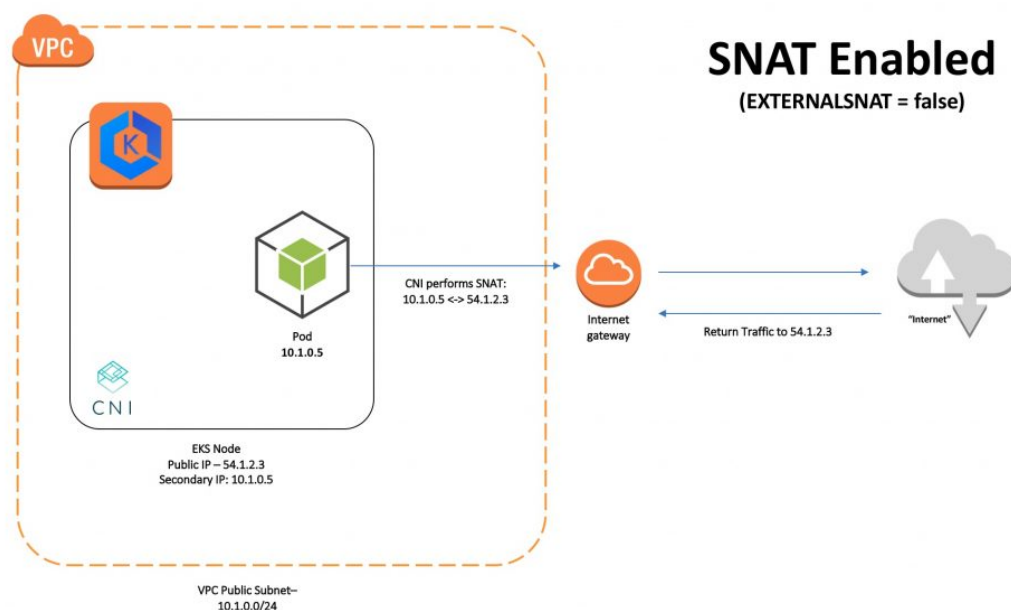 VPC
SNAT Enabled
(EXTERNALSNAT = false)
K
CNI performs SNAT:
10.1.0.5 <-> 54.1.2.3
Pod
10.1.0.5
Internet
gateway
Return Traffic to 54.1.2.3
"Internet"
CNI
EKS Node
Public IP – 54.1.2.3
Secondary IP: 10.1.0.5
VPC Public Subnet–
10.1.0.0/24